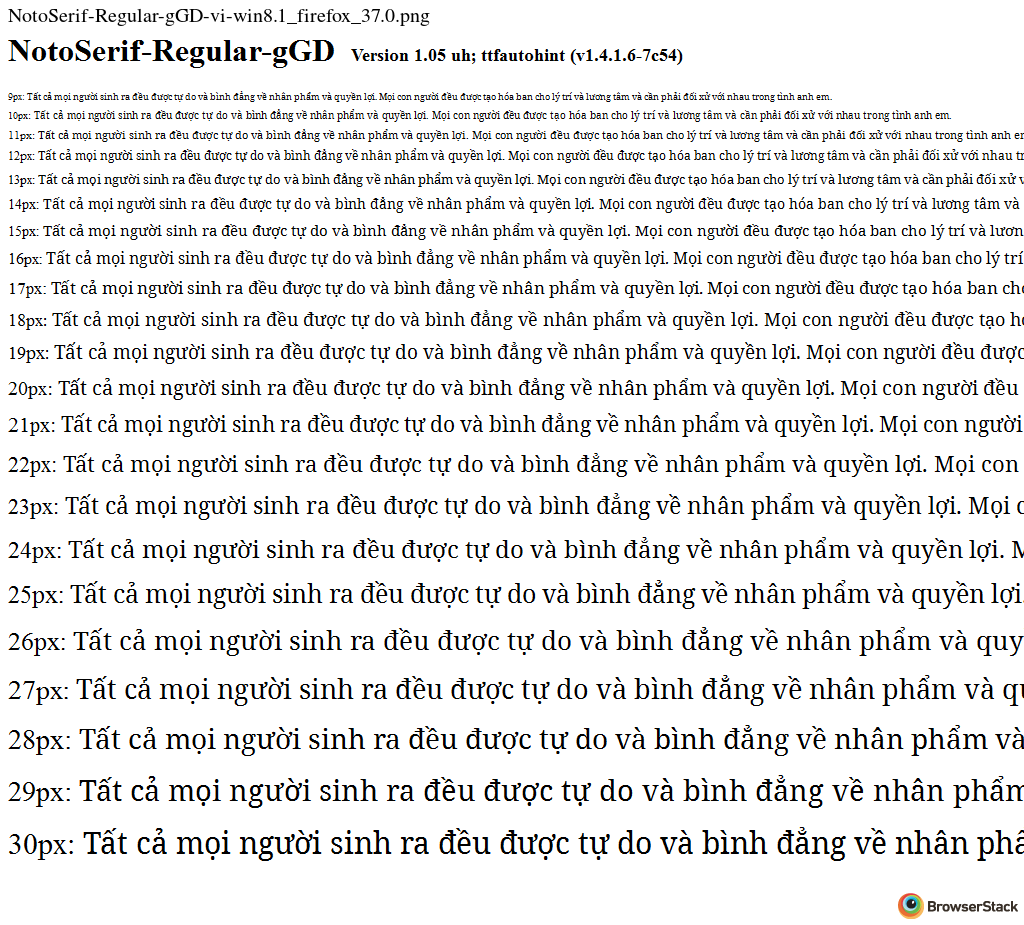 NotoSerif-Regular-gGD-vi-win8.1_firefox_37.0.png
NotoSerif-Regular-gGD Version 1.05 uh; ttfautohint (v1.4.1.6-7c54)
9px: Tất cả mọi người sinh ra đều được tự do và bình đẳng về nhân phẩm và quyền lợi. Mọi con người đều được tạo hóa ban cho lý trí và lương tâm và cần phải đối xử với nhau trong tình anh em.
10px: Tất cả mọi người sinh ra đều được tự do và bình đẳng về nhân phẩm và quyền lợi. Mọi con người đều được tạo hóa ban cho lý trí và lương tâm và cần phải đối xử với nhau trong tình anh em.
11px: Tất cả mọi người sinh ra đều được tự do và bình đẳng về nhân phẩm và quyền lợi. Mọi con người đều được tạo hóa ban cho lý trí và lương tâm và cần phải đối xử với nhau trong tình anh
12px: Tất cả mọi người sinh ra đều được tự do và bình đẳng về nhân phẩm và quyền lợi. Mọi con người đều được tạo hóa ban cho lý trí và lương tâm và cần phải đối xử với nhau
13px: Tất cả mọi người sinh ra đều được tự do và bình đẳng về nhân phẩm và quyền lợi. Mọi con người đều được tạo hóa ban cho lý trí và lương tâm và cần phải đối xử
14px: Tất cả mọi người sinh ra đều được tự do và bình đẳng về nhân phẩm và quyền lợi. Mọi con người đều được tạo hóa ban cho lý trí và lương tâm và
15px: Tất cả mọi người sinh ra đều được tự do và bình đẳng về nhân phẩm và quyền lợi. Mọi con người đều được tạo hóa ban cho lý trí và lươn
16px: Tất cả mọi người sinh ra đều được tự do và bình đẳng về nhân phẩm và quyền lợi. Mọi con người đều được tạo hóa ban cho lý trí
17px: Tất cả mọi người sinh ra đều được tự do và bình đẳng về nhân phẩm và quyền lợi. Mọi con người đều được tạo hóa ban ch
18px: Tất cả mọi người sinh ra đều được tự do và bình đẳng về nhân phẩm và quyền lợi. Mọi con người đều được tạo h
19px: Tất cả mọi người sinh ra đều được tự do và bình đẳng về nhân phẩm và quyền lợi. Mọi con người đều được
20px: Tất cả mọi người sinh ra đều được tự do và bình đẳng về nhân phẩm và quyền lợi. Mọi con người đều
21px: Tất cả mọi người sinh ra đều được tự do và bình đẳng về nhân phẩm và quyền lợi. Mọi con người
22px: Tất cả mọi người sinh ra đều được tự do và bình đẳng về nhân phẩm và quyền lợi. Mọi con
23px: Tất cả mọi người sinh ra đều được tự do và bình đẳng về nhân phẩm và quyền lợi. Mọi
24px: Tất cả mọi người sinh ra đều được tự do và bình đẳng về nhân phẩm và quyền lợi.
25px: Tất cả mọi người sinh ra đều được tự do và bình đẳng về nhân phẩm và quyền lợi.
26px: Tất cả mọi người sinh ra đều được tự do và bình đẳng về nhân phẩm và quy
27px: Tất cả mọi người sinh ra đều được tự do và bình đẳng về nhân phẩm và
28px: Tất cả mọi người sinh ra đều được tự do và bình đẳng về nhân phẩm và
29px: Tất cả mọi người sinh ra đều được tự do và bình đẳng về nhân phẩm
30px: Tất cả mọi người sinh ra đều được tự do và bình đẳng về nhân
BrowserStack